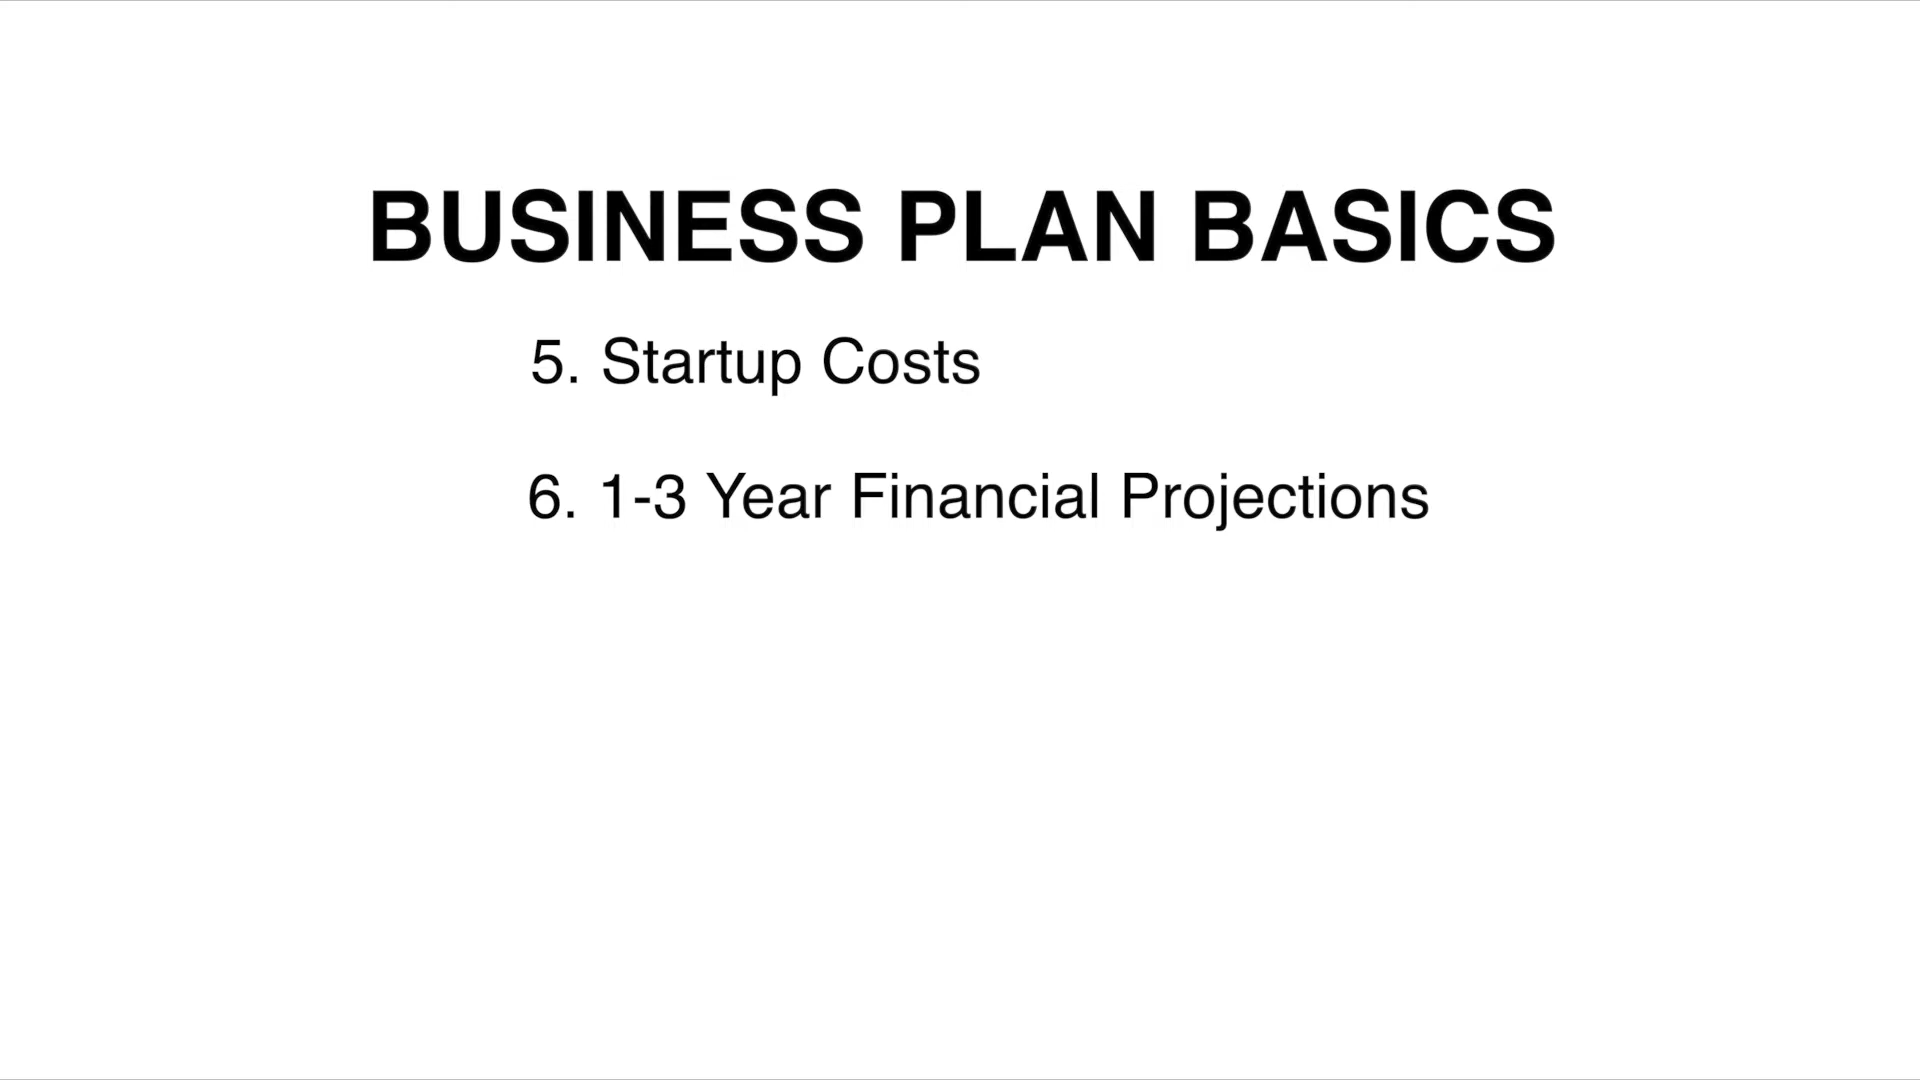 BUSINESS PLAN BASICS
5. Startup Costs
6. 1-3 Year Financial Projections